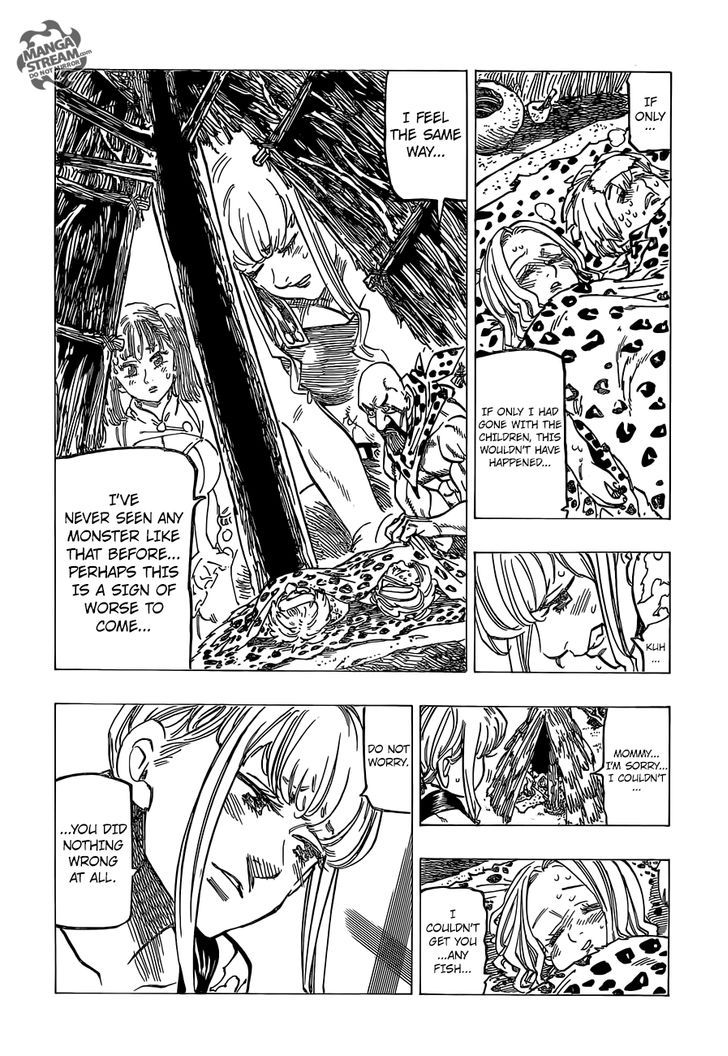 MANGA
STREAM.com
DO NOT MIRROR
IF
ONLY
...
IF ONLY I HAD
GONE WITH THE
CHILDREN, THIS
WOULDN'T HAVE
HAPPENED...
I FEEL
THE SAME
WAY...
I'VE
NEVER SEEN ANY
MONSTER LIKE
THAT BEFORE...
PERHAPS THIS
IS A SIGN OF
WORSE TO
COME...
KUH
...
MOMMY...
I'M SORRY...
I COULDN'T
...
I
COULDN'T
GET YOU
...ANY
FISH...
DO NOT
WORRY.
...YOU DID
NOTHING
WRONG
AT ALL.